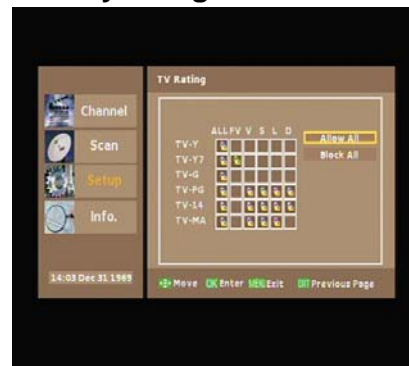 TV Rating
Channel
Scan
Setup
Info.
ALL FV V S L D
TV-Y
TV-Y7
TV-G
TV-PG
TV-14
TV-MA
Allow All
Block All
14:03 Dec 31 1969
Move OK Enter MENU Exit EXIT Previous Page